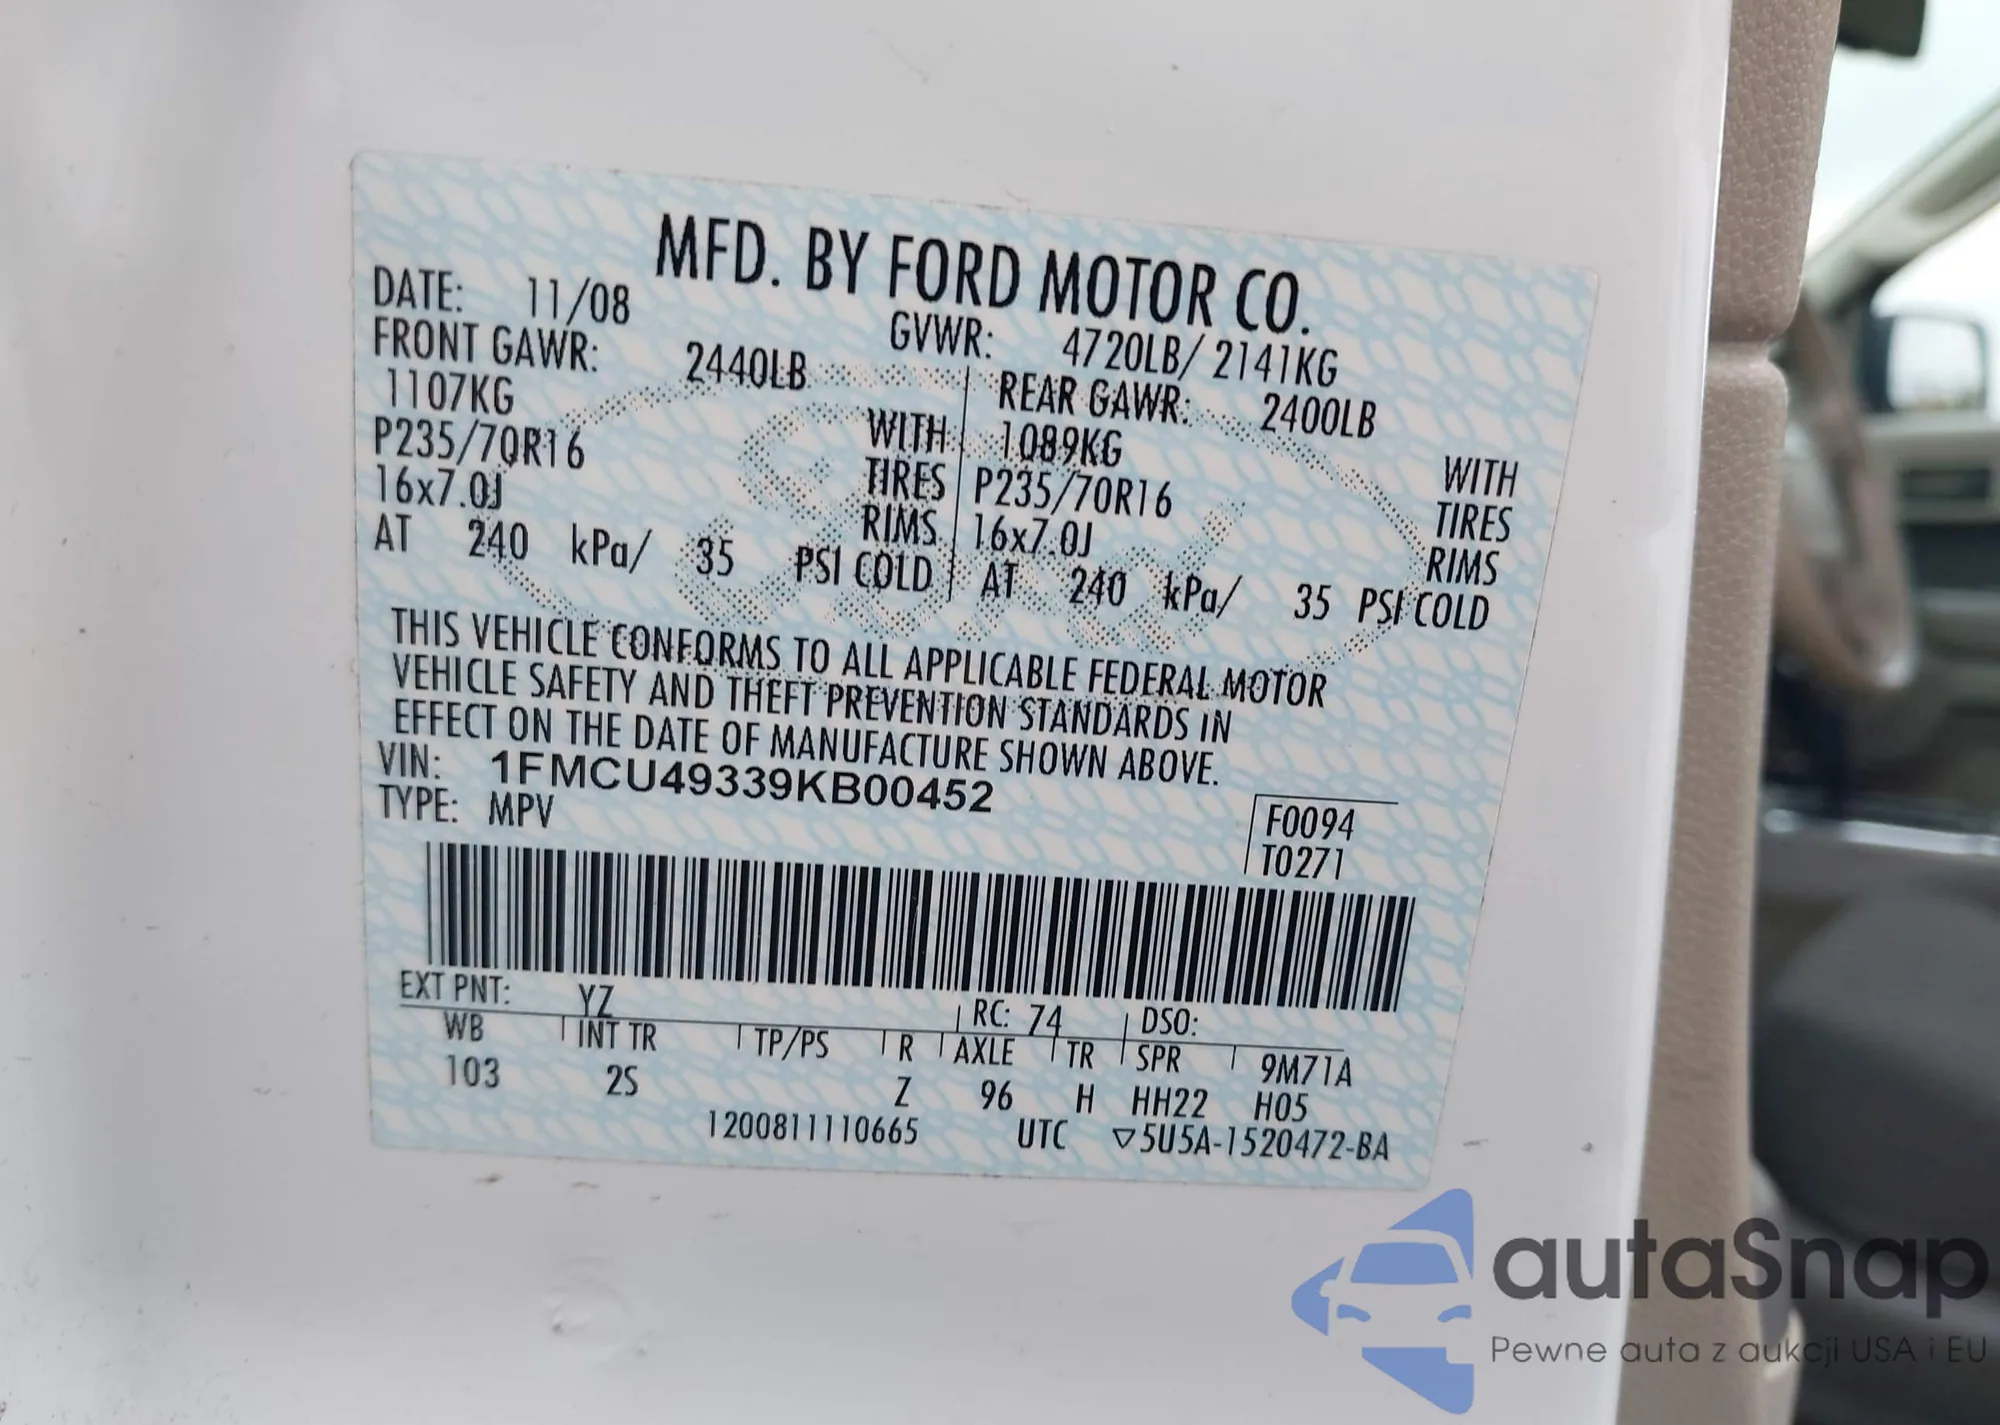 MFD. BY FORD MOTOR CO.
DATE: 11/08 GVWR: 4720LB/ 2141KG
FRONT GAWR: 2440LB REAR GAWR: 2400LB
1107KG WITH 1089KG WITH
P235/70R16 TIRES P235/70R16 TIRES
16x7.0J RIMS 16x7.0J RIMS
AT 240 kPa/ 35 PSI COLD AT 240 kPa/ 35 PSI COLD
THIS VEHICLE CONFORMS TO ALL APPLICABLE FEDERAL MOTOR
VEHICLE SAFETY AND THEFT PREVENTION STANDARDS IN
EFFECT ON THE DATE OF MANUFACTURE SHOWN ABOVE.
VIN: 1FMCU49339KB00452
TYPE: MPV
F0094
T0271
EXT PNT: YZ RC: 74 DSO:
WB INT TR TP/PS R AXLE TR SPR 9M71A
103 2S Z 96 H HH22 H05
1200811110665 UTC ▽5U5A-1520472-BA
autaSnap
Pewne auta z aukcji USA i EU